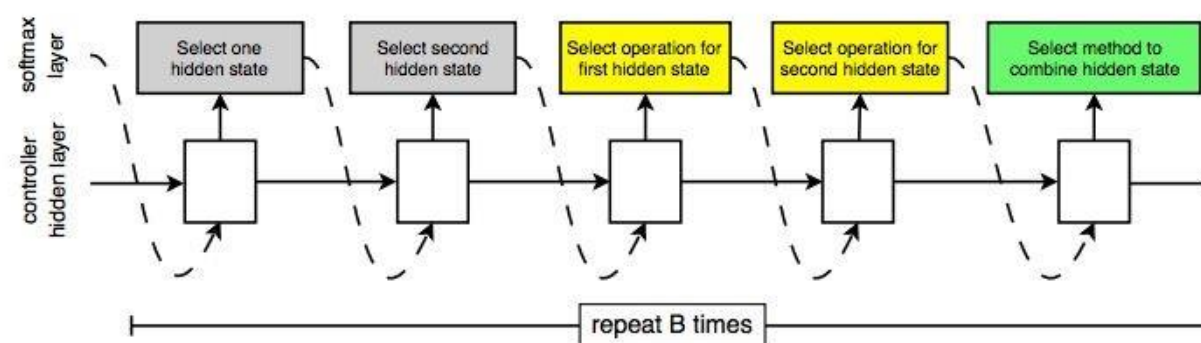 softmax
layer
controller
hidden layer
Select one
hidden state
Select second
hidden state
Select operation for
first hidden state
Select operation for
second hidden state
Select method to
combine hidden state
repeat B times